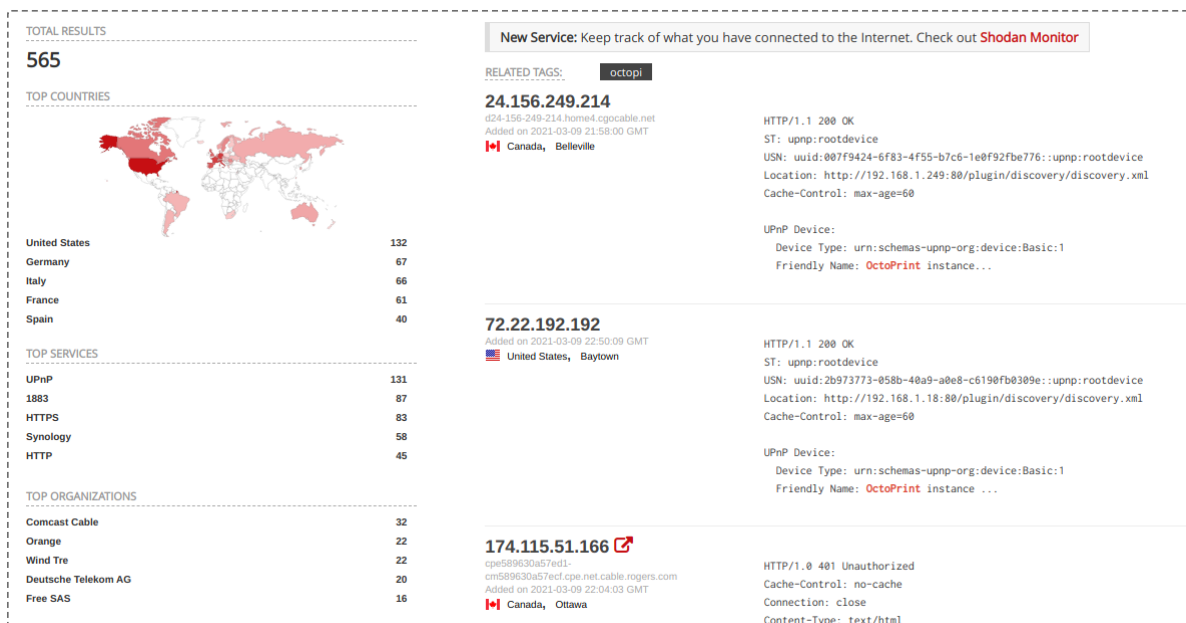 TOTAL RESULTS
565
TOP COUNTRIES
United States 132
Germany 67
Italy 66
France 61
Spain 40
TOP SERVICES
UPnP 131
1883 87
HTTPS 83
Synology 58
HTTP 45
TOP ORGANIZATIONS
Comcast Cable 32
Orange 22
Wind Tre 22
Deutsche Telekom AG 20
Free SAS 16
New Service: Keep track of what you have connected to the Internet. Check out Shodan Monitor
RELATED TAGS: octopi
24.156.249.214
d24-156-249-214.home4.cgocable.net
Added on 2021-03-09 21:58:00 GMT
Canada, Belleville
HTTP/1.1 200 OK
ST: upnp:rootdevice
USN: uuid:007f9424-6f83-4f55-b7c6-1e0f92fbe776::upnp:rootdevice
Location: http://192.168.1.249:80/plugin/discovery/discovery.xml
Cache-Control: max-age=60
UPnP Device:
Device Type: urn:schemas-upnp-org:device:Basic:1
Friendly Name: OctoPrint instance...
72.22.192.192
Added on 2021-03-09 22:50:09 GMT
United States, Baytown
HTTP/1.1 200 OK
ST: upnp:rootdevice
USN: uuid:2b973773-058b-40a9-a0e8-c6190fb0309e::upnp:rootdevice
Location: http://192.168.1.18:80/plugin/discovery/discovery.xml
Cache-Control: max-age=60
UPnP Device:
Device Type: urn:schemas-upnp-org:device:Basic:1
Friendly Name: OctoPrint instance ...
174.115.51.166
cpe589630a57ed1-
cm589630a57ecf.cpe.net.cable.rogers.com
Added on 2021-03-09 22:04:03 GMT
Canada, Ottawa
HTTP/1.0 401 Unauthorized
Cache-Control: no-cache
Connection: close
Content-Type: text/html